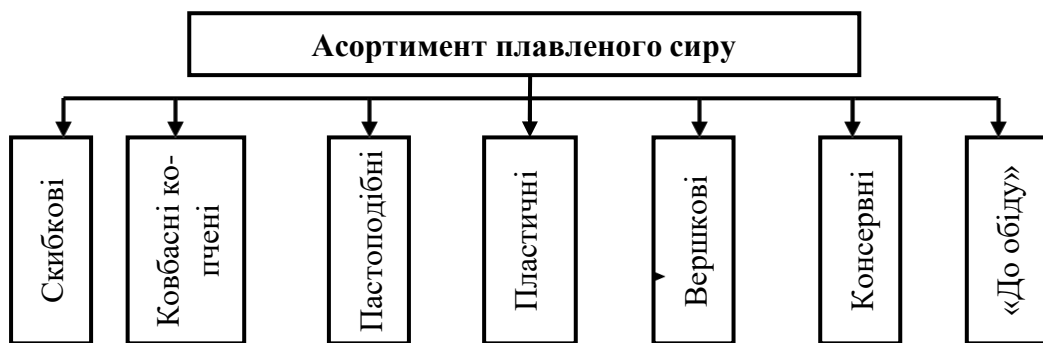 Асортимент плавленого сиру
Скибкові
Ковбасні ко-
пчені
Пастоподібні
Пластичні
Вершкові
Консервні
«До обіду»